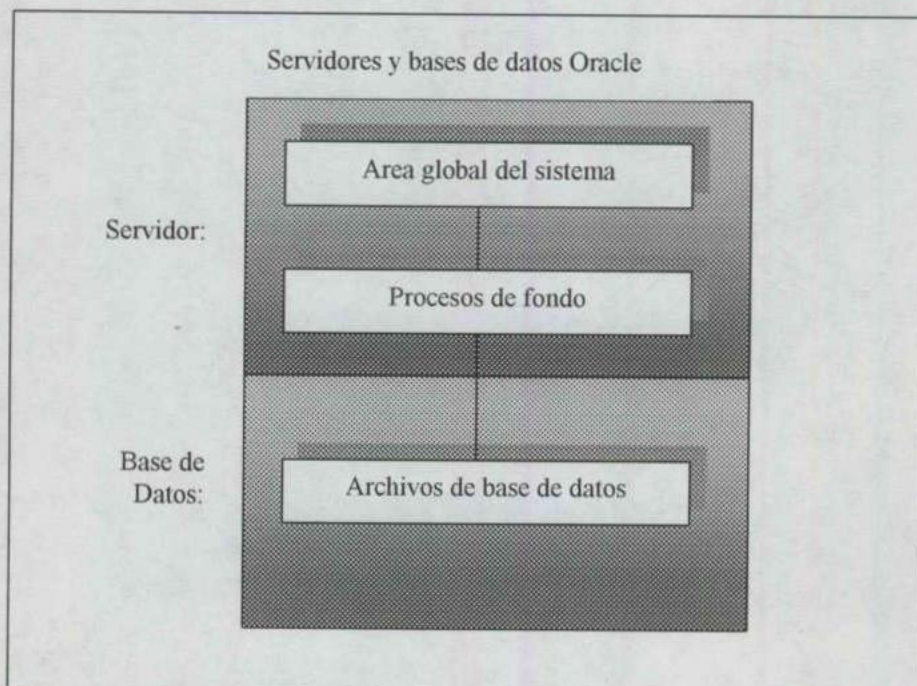 Servidores y bases de datos Oracle
Area global del sistema
Servidor:
Procesos de fondo
Base de
Datos:
Archivos de base de datos